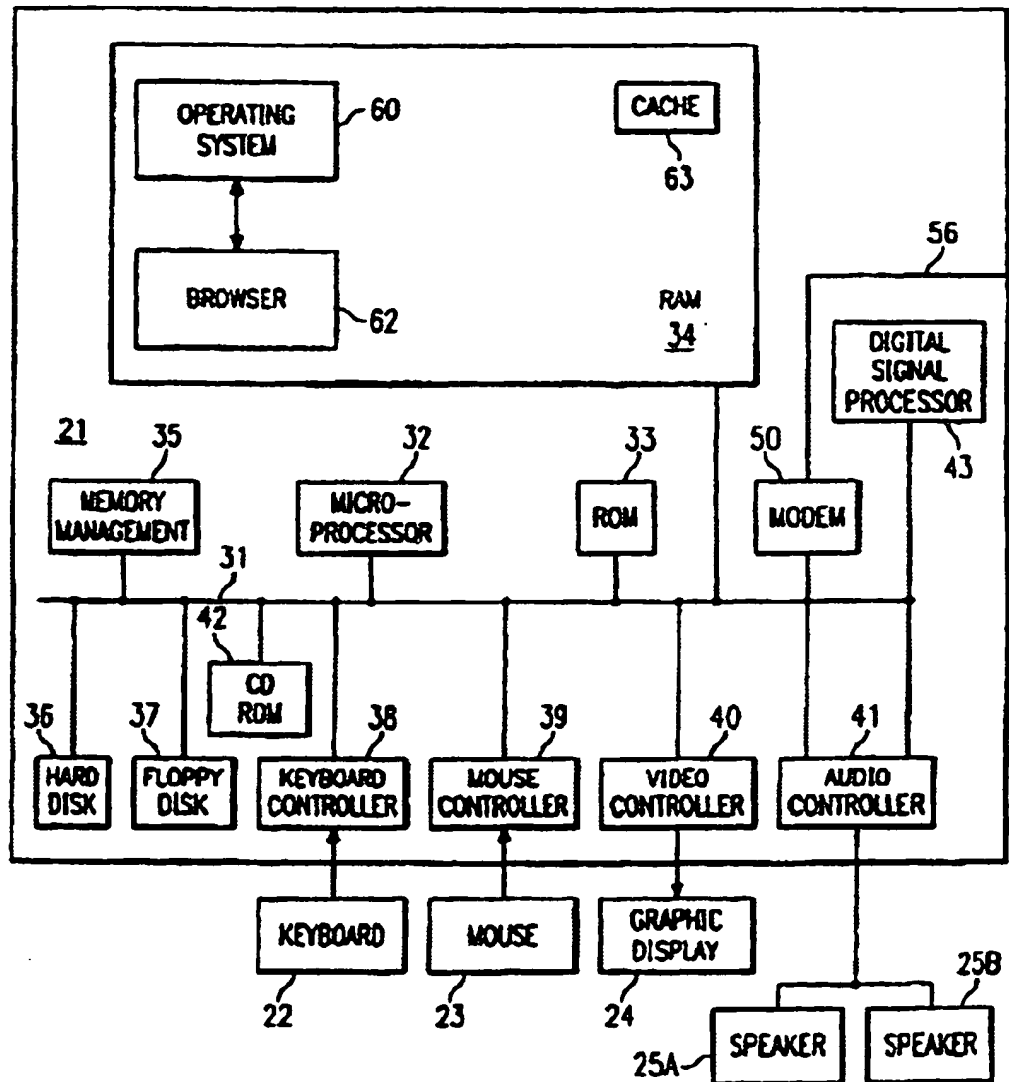 OPERATING
SYSTEM
60
CACHE
63
BROWSER
62
RAM
34
56
DIGITAL
SIGNAL
PROCESSOR
43
21
35
MEMORY
MANAGEMENT
32
MICRO-
PROCESSOR
33
ROM
50
MODEM
31
42
CD
ROM
36
HARD
DISK
37
FLOPPY
DISK
38
KEYBOARD
CONTROLLER
39
MOUSE
CONTROLLER
40
VIDEO
CONTROLLER
41
AUDIO
CONTROLLER
KEYBOARD
22
MOUSE
23
GRAPHIC
DISPLAY
24
25A
SPEAKER
25B
SPEAKER